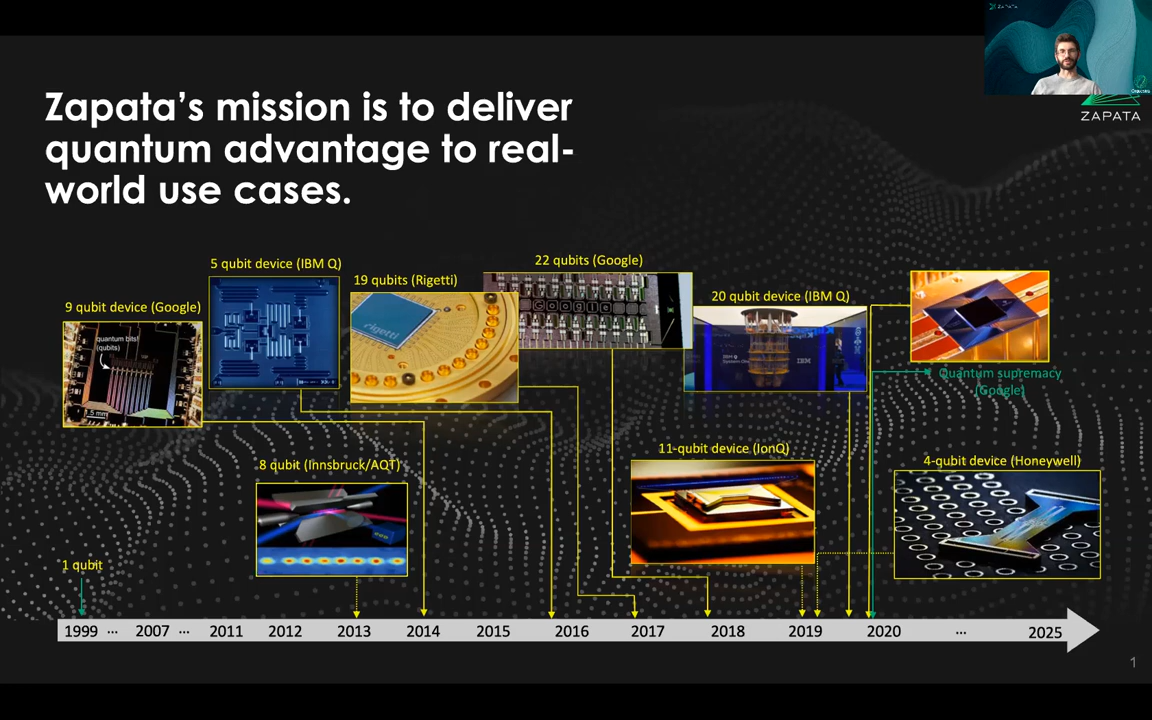 ZAPATA
Zapata's mission is to deliver
quantum advantage to real-
world use cases.
ZAPATA
5 qubit device (IBM Q)
22 qubits (Google)
19 qubits (Rigetti)
20 qubit device (IBM Q)
9 qubit device (Google)
quantum bits!
(qubits)
rigetti
Google
IBM
Quantum supremacy
(Google)
11-qubit device (IonQ)
4-qubit device (Honeywell)
8 qubit (Innsbruck/AQT)
1 qubit
1999 ... 2007 ... 2011 2012 2013 2014 2015 2016 2017 2018 2019 2020 ... 2025
1